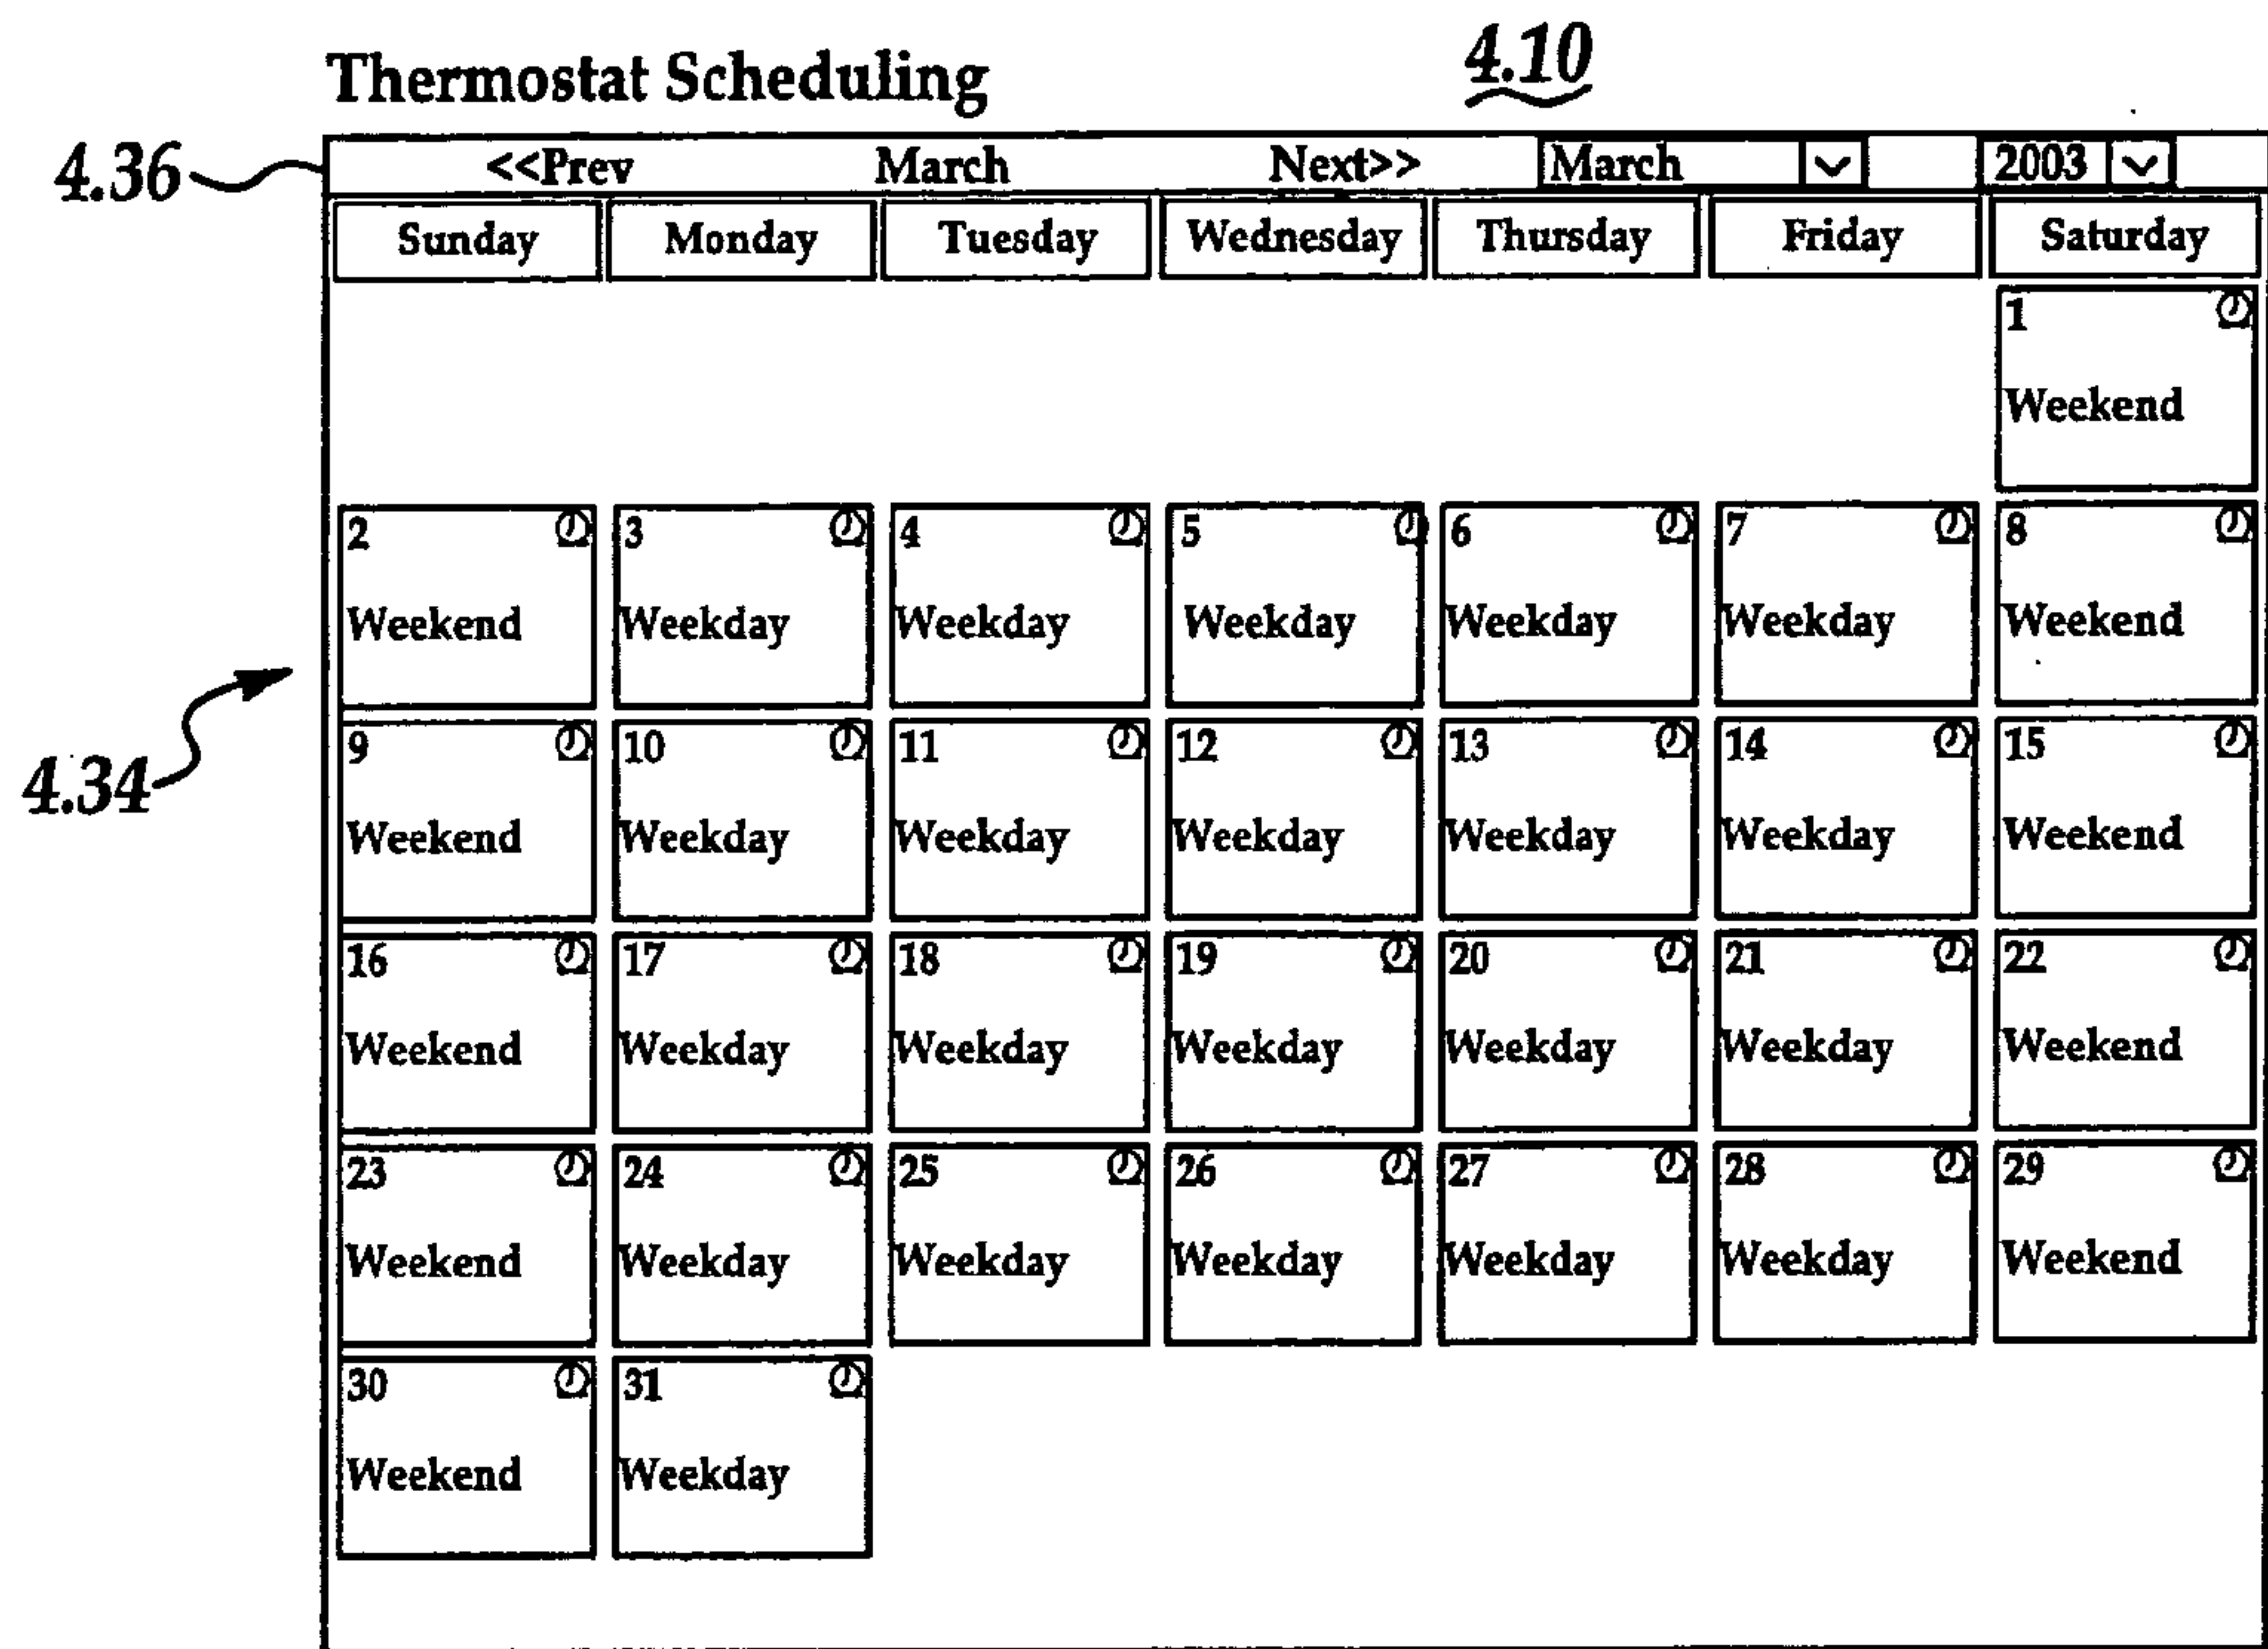 Thermostat Scheduling 4.10
4.36 <<Prev March Next>> March 2003
Sunday Monday Tuesday Wednesday Thursday Friday Saturday
1
Weekend
2 3 4 5 6 7 8
Weekend Weekday Weekday Weekday Weekday Weekday Weekend
4.34
9 10 11 12 13 14 15
Weekend Weekday Weekday Weekday Weekday Weekday Weekend
16 17 18 19 20 21 22
Weekend Weekday Weekday Weekday Weekday Weekday Weekend
23 24 25 26 27 28 29
Weekend Weekday Weekday Weekday Weekday Weekday Weekend
30 31
Weekend Weekday